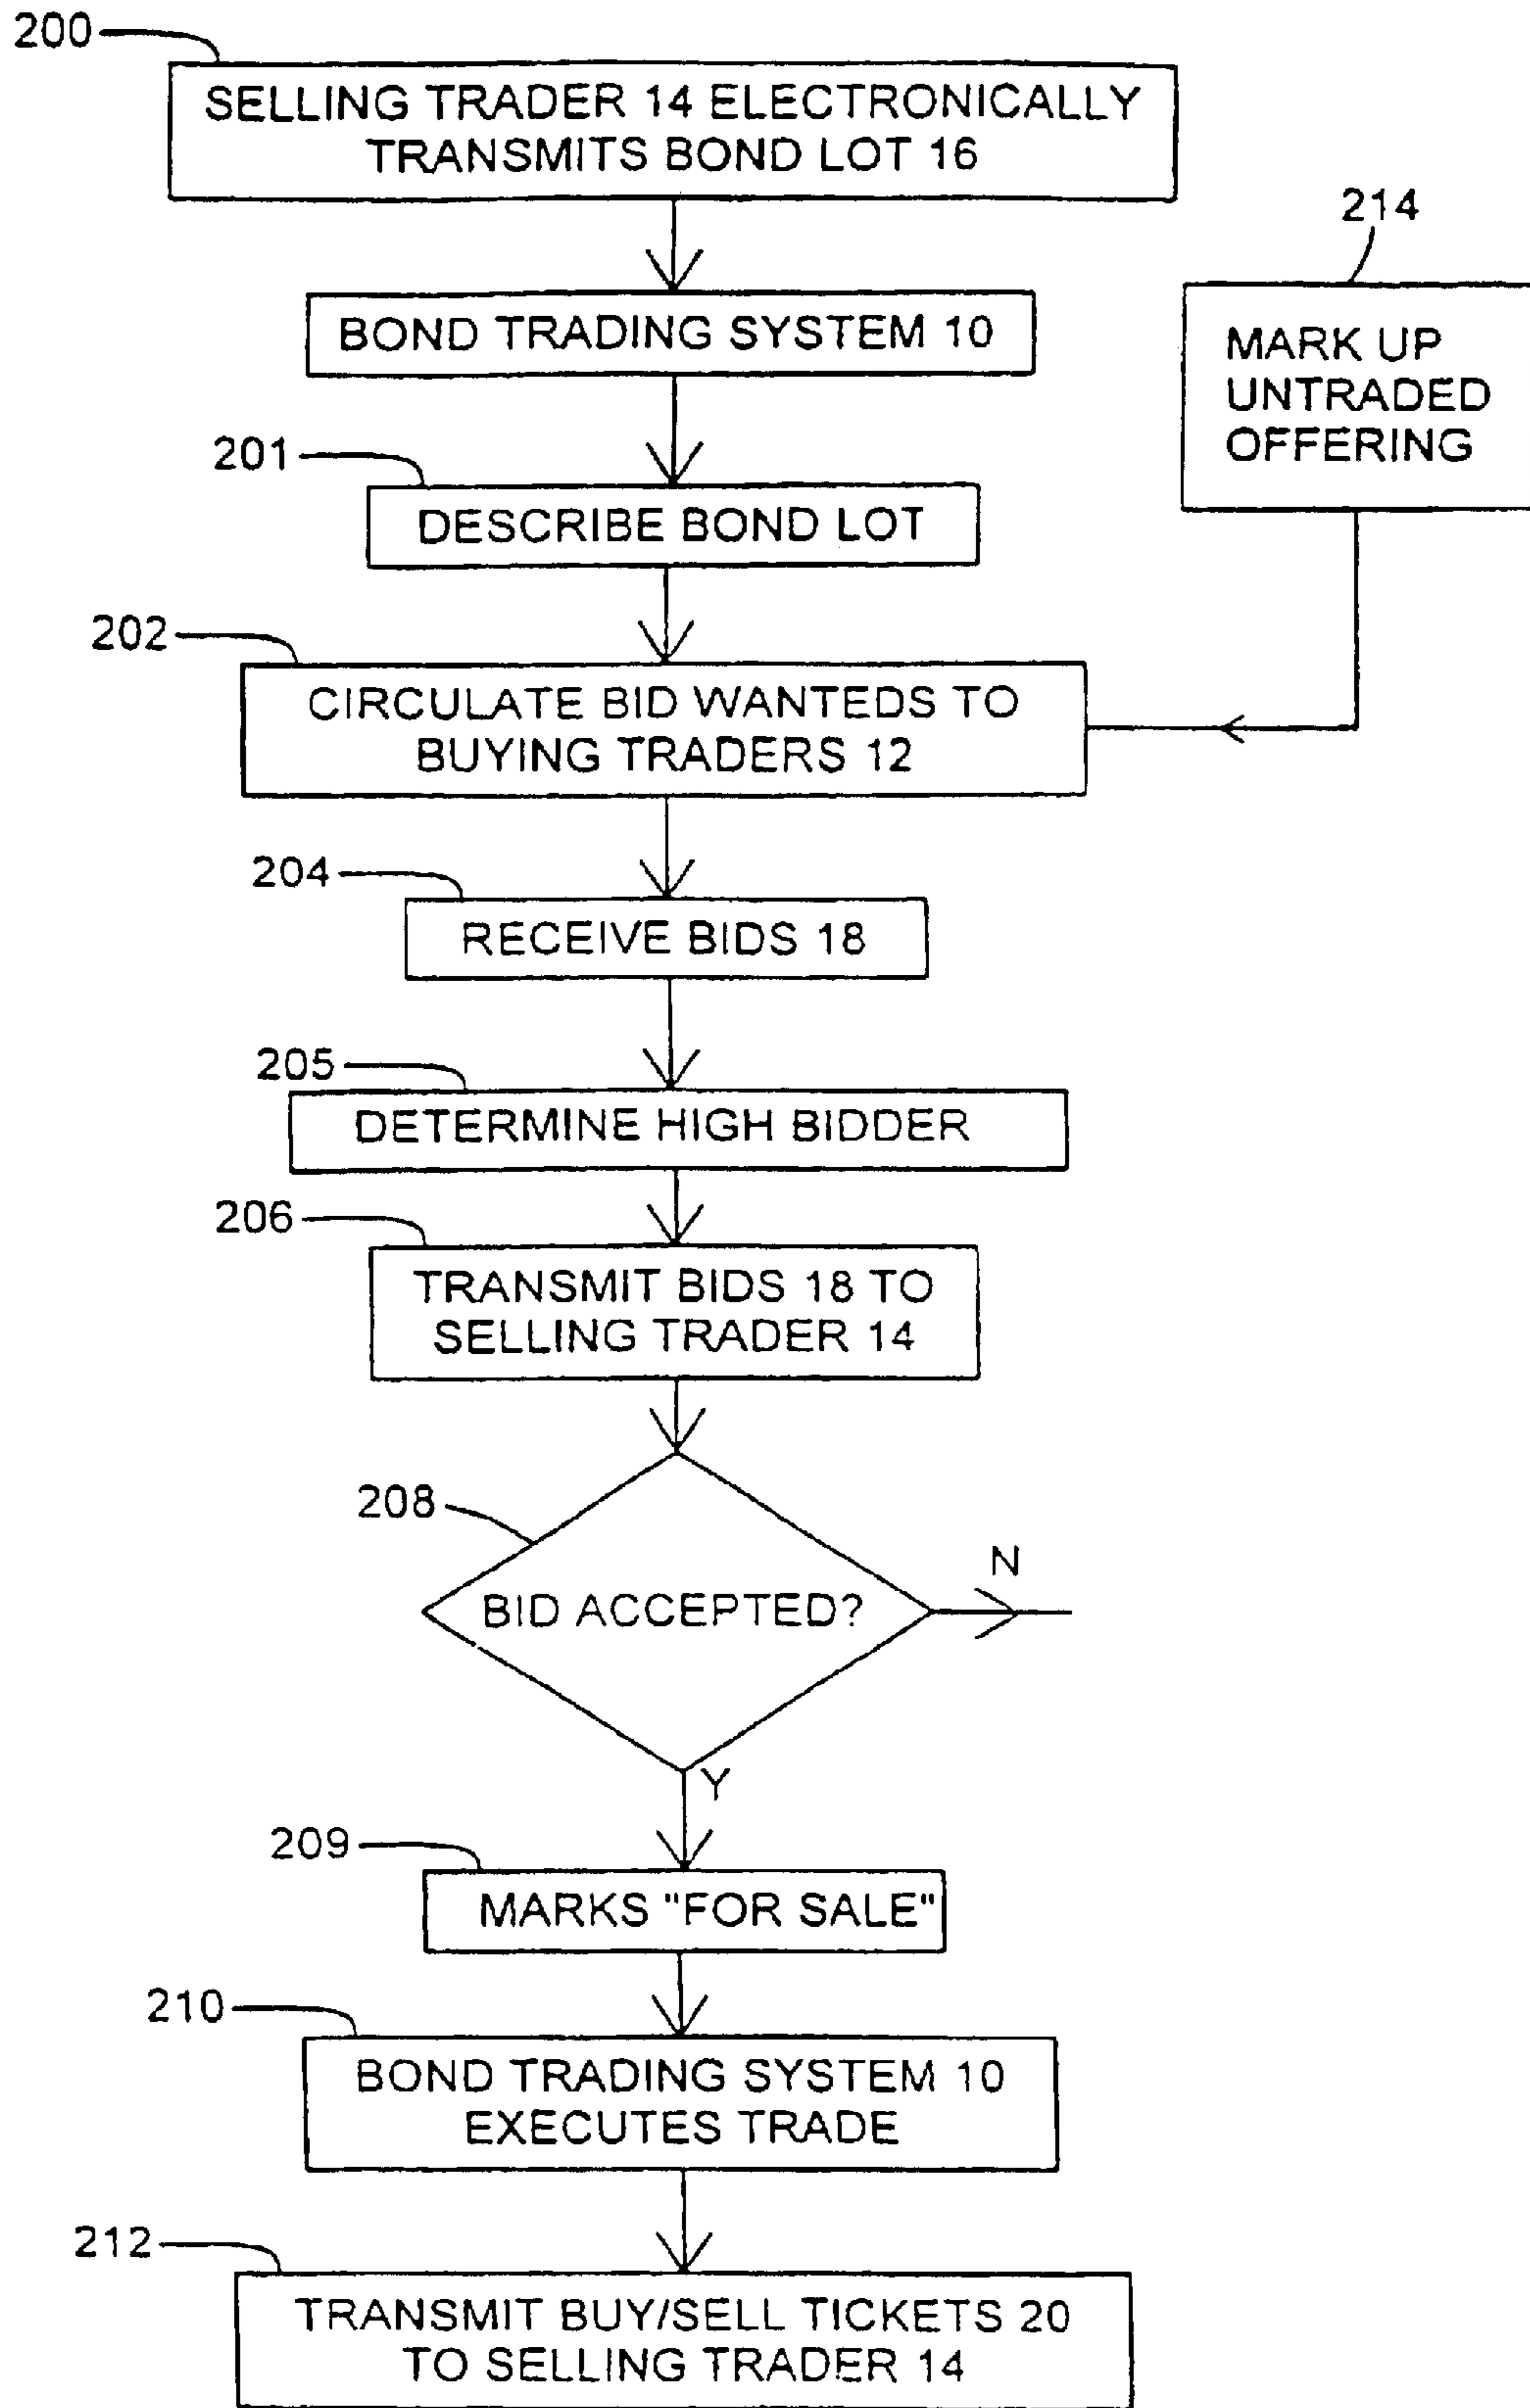 200
SELLING TRADER 14 ELECTRONICALLY
TRANSMITS BOND LOT 16
214
BOND TRADING SYSTEM 10
MARK UP
UNTRADED
OFFERING
201
DESCRIBE BOND LOT
202
CIRCULATE BID WANTEDS TO
BUYING TRADERS 12
204
RECEIVE BIDS 18
205
DETERMINE HIGH BIDDER
206
TRANSMIT BIDS 18 TO
SELLING TRADER 14
208
BID ACCEPTED?
N
Y
209
MARKS "FOR SALE"
210
BOND TRADING SYSTEM 10
EXECUTES TRADE
212
TRANSMIT BUY/SELL TICKETS 20
TO SELLING TRADER 14